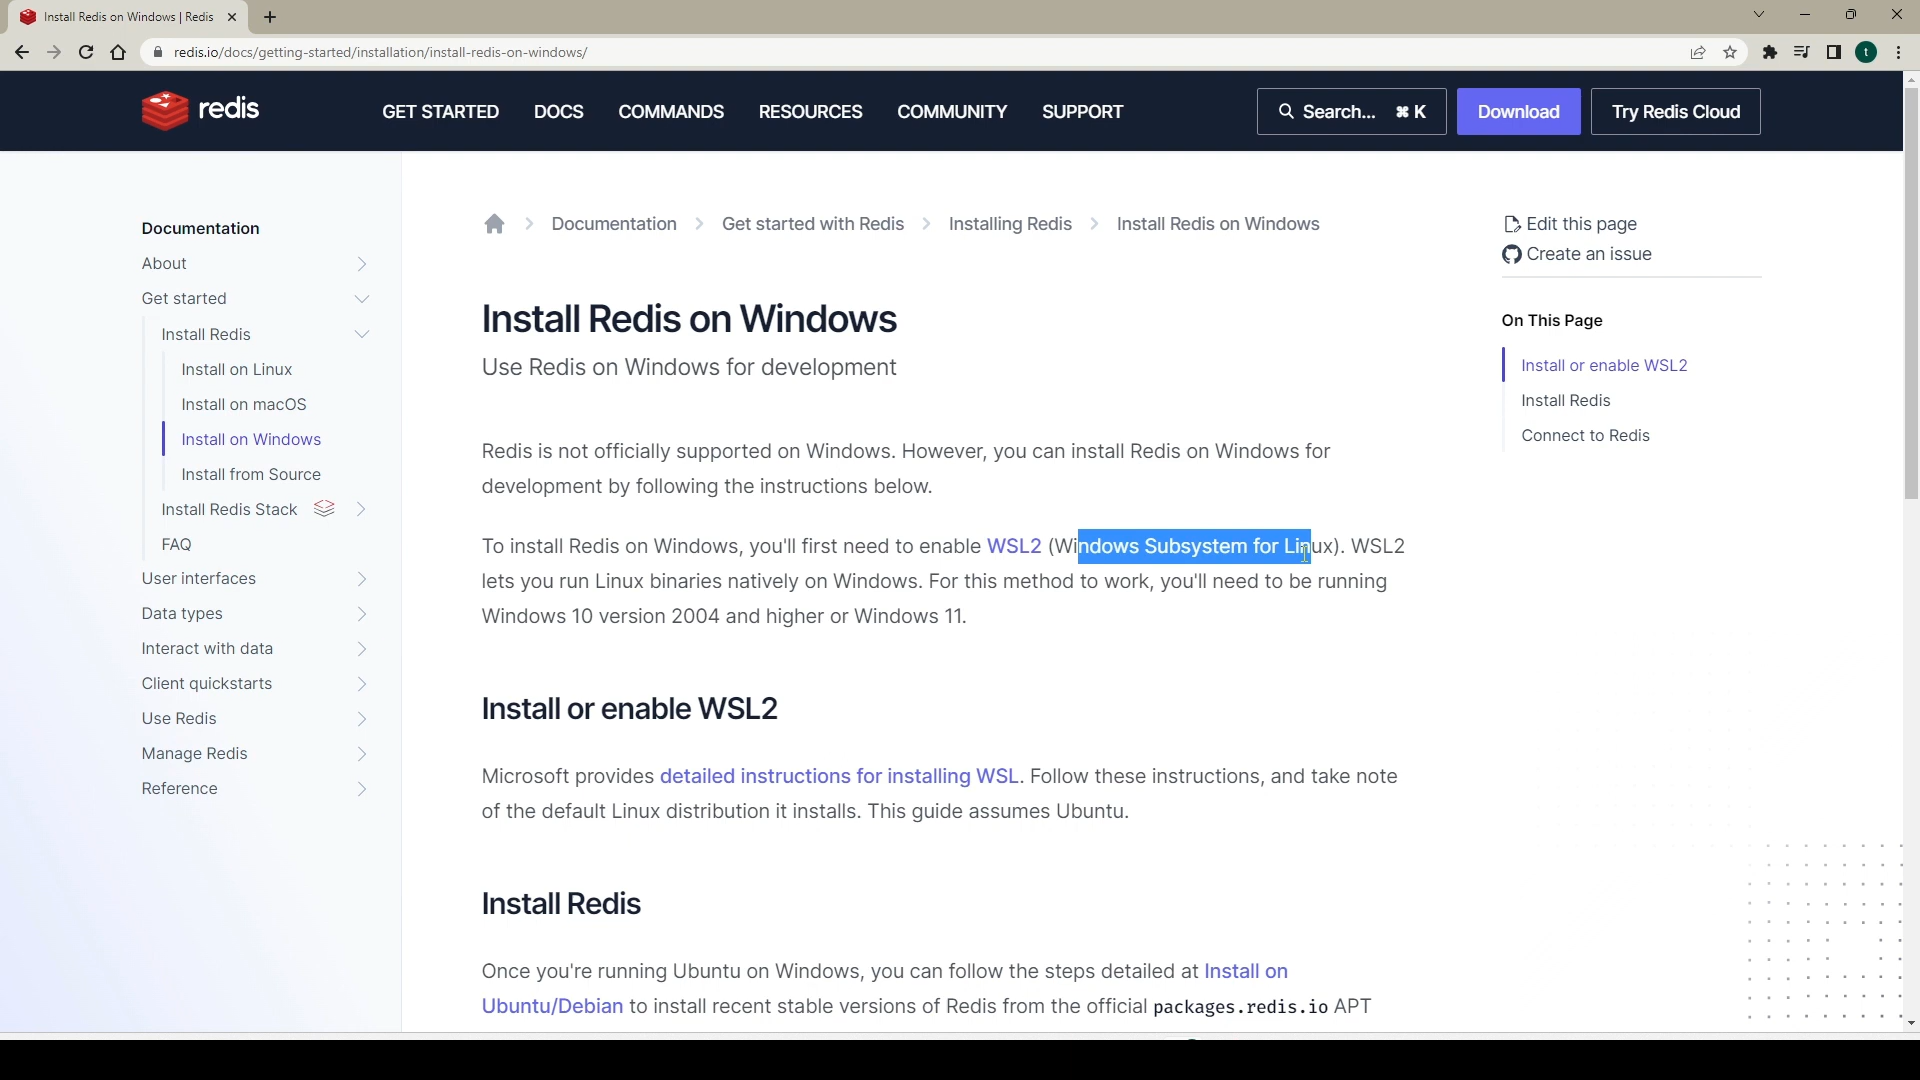 Install Redis on Windows | Redis
redis.io/docs/getting-started/installation/install-redis-on-windows/
t
redis
GET STARTED DOCS COMMANDS RESOURCES COMMUNITY SUPPORT
Search... ⌘ K
Download
Try Redis Cloud
Documentation
About
Get started
Install Redis
Install on Linux
Install on macOS
Install on Windows
Install from Source
Install Redis Stack
FAQ
User interfaces
Data types
Interact with data
Client quickstarts
Use Redis
Manage Redis
Reference
Documentation Get started with Redis Installing Redis Install Redis on Windows
Install Redis on Windows
Use Redis on Windows for development
Redis is not officially supported on Windows. However, you can install Redis on Windows for
development by following the instructions below.
To install Redis on Windows, you'll first need to enable WSL2 (Windows Subsystem for Linux). WSL2
lets you run Linux binaries natively on Windows. For this method to work, you'll need to be running
Windows 10 version 2004 and higher or Windows 11.
Install or enable WSL2
Microsoft provides detailed instructions for installing WSL. Follow these instructions, and take note
of the default Linux distribution it installs. This guide assumes Ubuntu.
Install Redis
Once you're running Ubuntu on Windows, you can follow the steps detailed at Install on
Ubuntu/Debian to install recent stable versions of Redis from the official packages.redis.io APT
Edit this page
Create an issue
On This Page
Install or enable WSL2
Install Redis
Connect to Redis